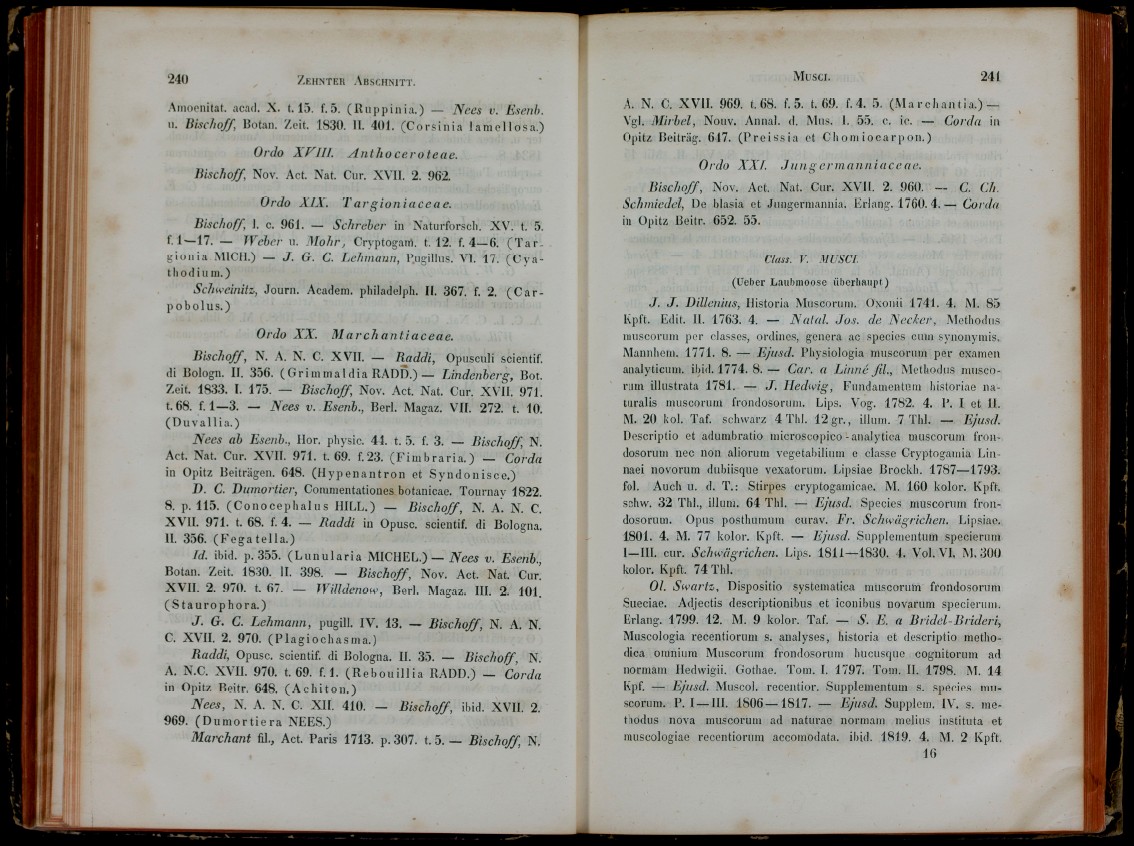 240 ZEHNTER ABSCHNITT.
Amoenitat. acad. X. t. 15. f. 5. (Ruppinia.) — Nees v. Esenb.
u. Bischoff, Botan. Zeit. 1830. II. 401. (Corsinia lamellosa.)
Ordo XVIII. Anthoceroteae.
Bischoff, Nov. Act. Nat. Cur. XVII. 2. 962.
Ordo XIX. Targioniaceae.
Bischoff, l. c. 961. — Schreber in Naturforsch. XV. t. 5.
f. 1—17. — Weber u. Mohr, Cryptogam. t. 12. f. 4—6. (Tar-
gionia MICH.) — J. G. C. Lehmann, Pugillus. VI. 17. (Cya-
thodium.)
Schweinitz, Journ. Academ. philadelph. II. 367. f. 2. (Car-
pobolus.)
Ordo XX. Marchantiaceae.
Bischoff, N. A. N. C. XVII. — Raddi, Opusculi scientif.
di Bologn. II. 356. (Grimmaldia RADD.) — Lindenberg, Bot.
Zeit. 1833. I. 175. — Bischoff, Nov. Act. Nat. Cur. XVII. 971.
t. 68. f. 1—3. — Nees v. Esenb., Berl. Magaz. VII. 272. t. 10.
(Duvallia.)
Nees ab Esenb., Hor. physic. 44. t. 5. f. 3. — Bischoff, N.
Act. Nat. Cur. XVII. 971. t. 69. f. 23. (Fimbraria.) — Corda
in Opitz Beiträgen. 648. (Hypenantron et Syndonisce.)
D. C. Dumortier, Commentationes botanicae. Tournay 1822.
8. p. 115. (Conocephalus HILL.) — Bischoff, N. A. N. C.
XVII. 971. t. 68. f. 4. — Raddi in Opusc. scientif. di Bologna.
II. 356. (Fegatella.)
Id. ibid. p. 355. (Lunularia MICHEL.) — Nees v. Esenb.,
Botan. Zeit. 1830. II. 398. — Bischoff, Nov. Act. Nat. Cur.
XVII. 2. 970. t. 67. — Willdenow, Berl. Magaz. III. 2. 101.
(Staurophora.)
J. G. C. Lehmann, pugill. IV. 13. — Bischoff, N. A. N.
C. XVII. 2. 970. (Plagiochasma.)
Raddi, Opusc. scientif. di Bologna. II. 35. — Bischoff, N.
A. N.C. XVII. 970. t. 69. f. 1. (Rebouillia RADD.) — Corda
in Opitz Beitr. 648. (Achiton.)
Nees, N. A. N. C. XII. 410. — Bischoff, ibid. XVII. 2.
969. (Dumortiera NEES.)
Marchant fil., Act. Paris 1713. p. 307. t. 5. — Bischoff, N.
MUSCI. 241
A. N. C. XVII. 969. t. 68. f. 5. t. 69. f. 4. 5. (Marchantia.) —
Vgl. Mirbel, Nouv. Annal. d. Mus. I. 55. c. ic. — Corda in
Opitz Beiträg. 647. (Preissia et Chomiocarpon.)
Ordo XXI. Jungermanniaceae.
Bischoff, Nov. Act. Nat. Cur. XVII. 2. 960. — C. Ch.
Schmiedel, De blasia et Jungermannia. Erlang. 1760. 4. — Corda
in Opitz Beitr. 652. 55.
Class. V. MUSCI.
(Ueber Laubmoose überhaupt)
J. J. Dillenius, Historia Muscorum. Oxonii 1741. 4. M. 85
Kpft. Edit. II. 1763. 4. — Natal. Jos. de Necker, Methodus
muscorum per classes, ordines, genera ac species cum synonymis.
Mannhem. 1771. 8. — Ejusd. Physiologia muscorum per examen
analyticum. ibid. 1774. 8. — Car. a Linné fil., Methodus musco-
rum illustrata 1781. — J. Hedwig, Fundamentum historiae na-
turalis muscorum frondosorum. Lips. Vog. 1782. 4. P. I et II.
M. 20 kol. Taf. schwarz 4 Thl. 12 gr., illum. 7 Thl. — Ejusd.
Descriptio et adumbratio microscopico-analytica muscorum fron-
dosorum nec non aliorum vegetabilium e classe Cryptogamia Lin-
naei novorum dubiisque vexatorum. Lipsiae Brockh. 1787—1793.
fol. Auch u. d. T.: Stirpes cryptogamicae. M. 160 kolor. Kpft.
schw. 32 Thl., illum. 64 Thl. — Ejusd. Species muscorum fron-
dosorum. Opus posthumum curav. Fr. Schwägrichen. Lipsiae.
1801. 4. M. 77 kolor. Kpft. — Ejusd. Supplementum specierum
I—III. cur. Schwägrichen. Lips. 1811—1830. 4. Vol. VI. M. 300
kolor. Kpft. 74 Thl.
Ol. Swartz, Dispositio systematica muscorum frondosorum
Sueciae. Adjectis descriptionibus et iconibus novarum specierum.
Erlang. 1799. 12. M. 9 kolor. Taf. — S. E. a Bridel-Brideri,
Muscologia recentiorum s. analyses, historia et descriptio metho-
dica omnium Muscorum frondosorum hucusque cognitorum ad
normam Hedwigii. Gothae. Tom. I. 1797. Tom. II. 1798. M. 14
Kpf. — Ejusd. Muscol. recentior. Supplementum s. species mu-
scorum. P. I—III. 1806—1817. — Ejusd. Supplem. IV. s. me-
thodus nova muscorum ad naturae normam melius instituta et
muscologiae recentiorum accomodata. ibid. 1819. 4. M. 2 Kpft.
16